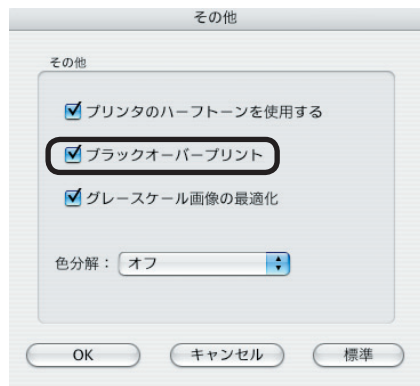 その他
その他
プリンタのハーフトーンを使用する
ブラックオーバープリント
グレースケール画像の最適化
色分解： オフ
OK キャンセル 標準